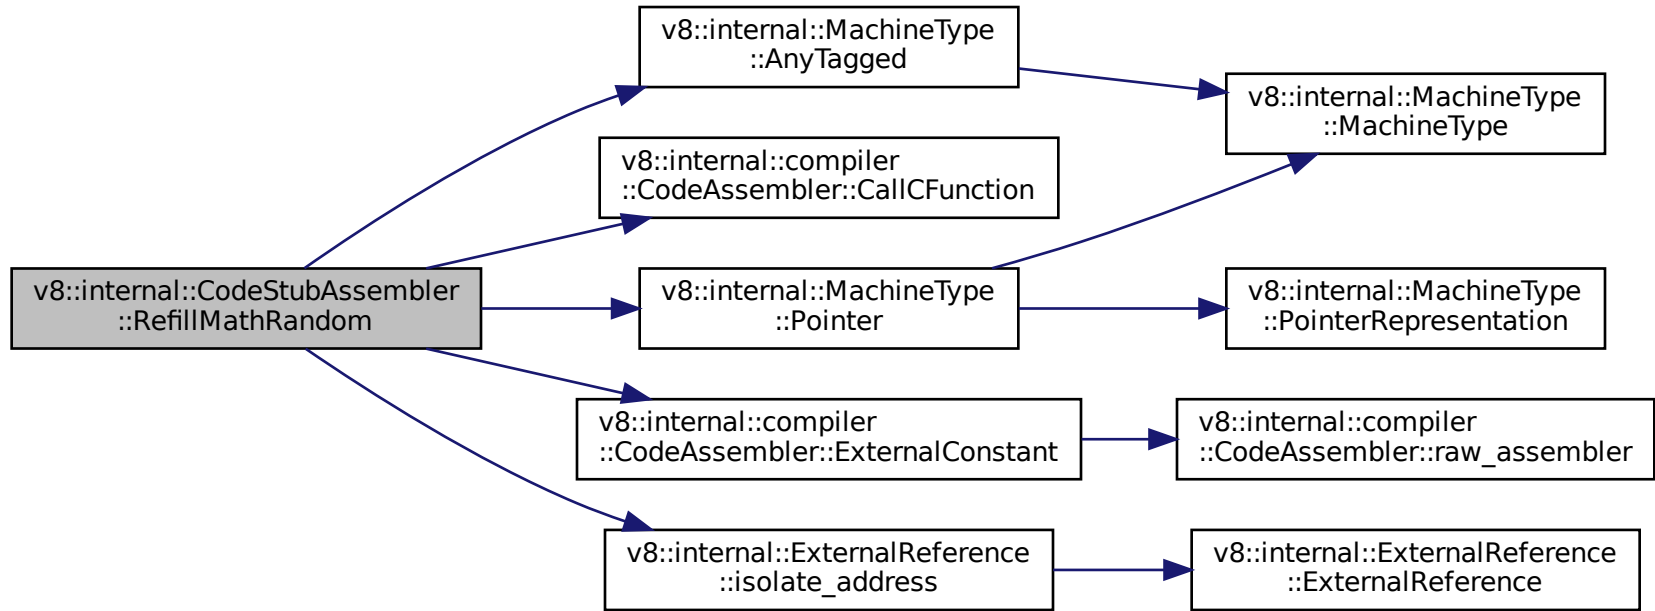 v8::internal::CodeStubAssembler
::RefillMathRandom
v8::internal::MachineType
::AnyTagged
v8::internal::compiler
::CodeAssembler::CallCFunction
v8::internal::MachineType
::Pointer
v8::internal::compiler
::CodeAssembler::ExternalConstant
v8::internal::ExternalReference
::isolate_address
v8::internal::MachineType
::MachineType
v8::internal::MachineType
::PointerRepresentation
v8::internal::compiler
::CodeAssembler::raw_assembler
v8::internal::ExternalReference
::ExternalReference